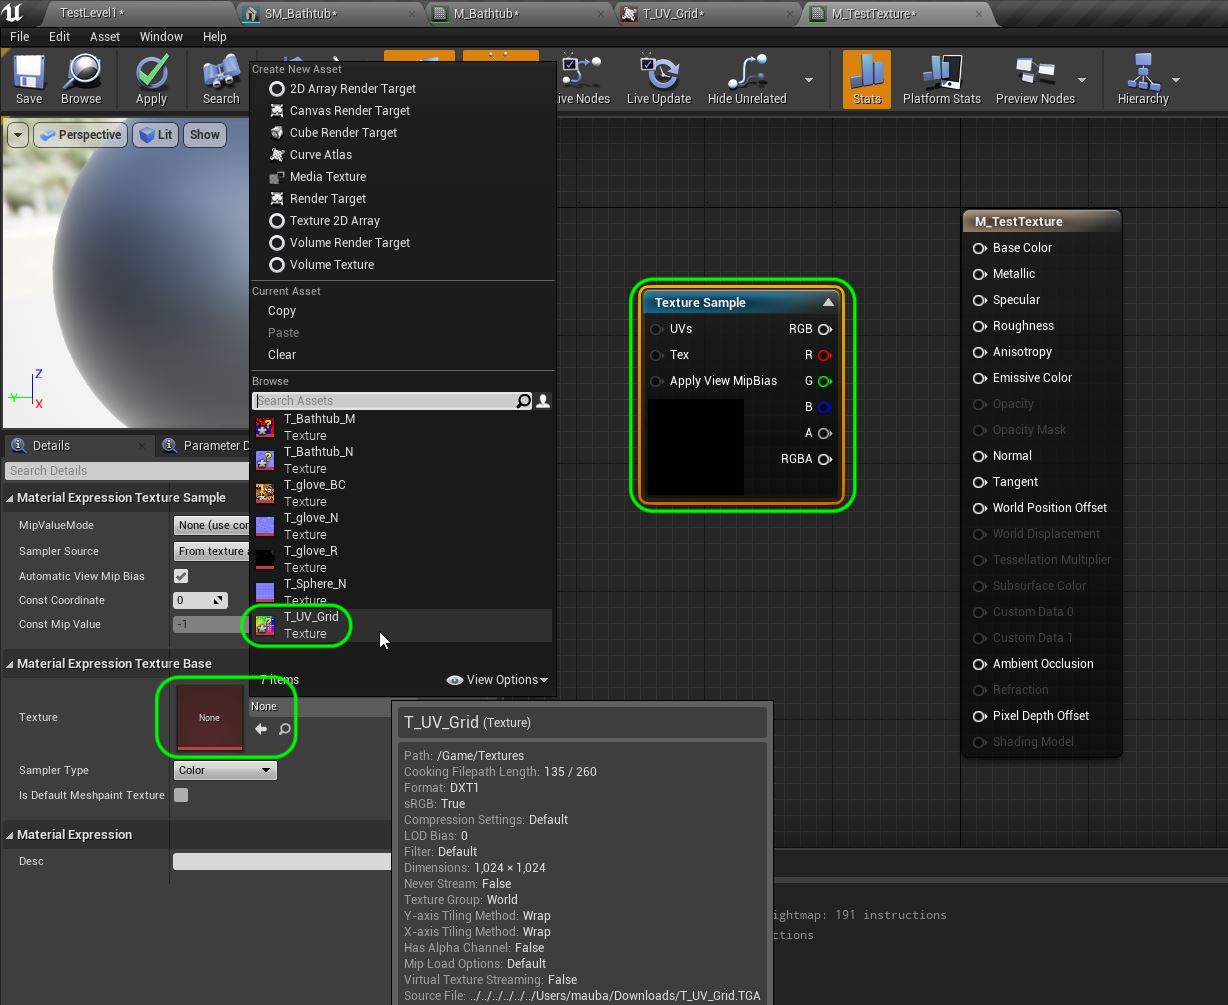 TestLevel1*
SM_Bathtub*
M_Bathtub*
T_UV_Grid*
M_TestTexture*
File Edit Asset Window Help
Save
Browse
Apply
Search
Live Update
Hide Unrelated
Stats
Platform Stats
Preview Nodes
Hierarchy
Perspective
Lit
Show
Create New Asset
2D Array Render Target
Canvas Render Target
Cube Render Target
Curve Atlas
Media Texture
Render Target
Texture 2D Array
Volume Render Target
Volume Texture
Current Asset
Copy
Paste
Clear
Browse
Search Assets
T_Bathtub_M
Texture
T_Bathtub_N
Texture
T_glove_BC
Texture
T_glove_N
Texture
T_glove_R
Texture
T_Sphere_N
Texture
T_UV_Grid
Texture
7 items
View Options
Z
Y
X
Details
Parameter D
Search Details
Material Expression Texture Sample
MipValueMode
None (use con
Sampler Source
From texture a
Automatic View Mip Bias
Const Coordinate
0
Const Mip Value
-1
Material Expression Texture Base
Texture
None
None
Sampler Type
Color
Is Default Meshpaint Texture
Material Expression
Desc
Texture Sample
UVs
RGB
Tex
R
Apply View MipBias
G
B
A
RGBA
M_TestTexture
Base Color
Metallic
Specular
Roughness
Anisotropy
Emissive Color
Opacity
Opacity Mask
Normal
Tangent
World Position Offset
World Displacement
Tessellation Multiplier
Subsurface Color
Custom Data 0
Custom Data 1
Ambient Occlusion
Refraction
Pixel Depth Offset
Shading Model
T_UV_Grid (Texture)
Path: /Game/Textures
Cooking Filepath Length: 135 / 260
Format: DXT1
sRGB: True
Compression Settings: Default
LOD Bias: 0
Filter: Default
Dimensions: 1,024 × 1,024
Never Stream: False
Texture Group: World
Y-axis Tiling Method: Wrap
X-axis Tiling Method: Wrap
Has Alpha Channel: False
Mip Load Options: Default
Virtual Texture Streaming: False
Source File: ../../../../../../Users/mauba/Downloads/T_UV_Grid.TGA
ightmap: 191 instructions
ctions